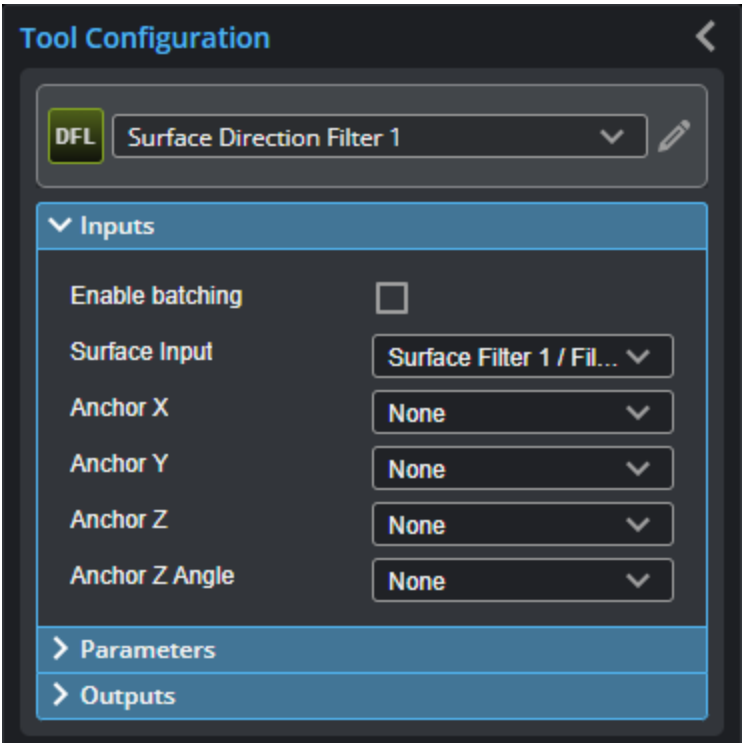 Tool Configuration
DFL Surface Direction Filter 1
Inputs
Enable batching
Surface Input Surface Filter 1 / Fil...
Anchor X None
Anchor Y None
Anchor Z None
Anchor Z Angle None
Parameters
Outputs